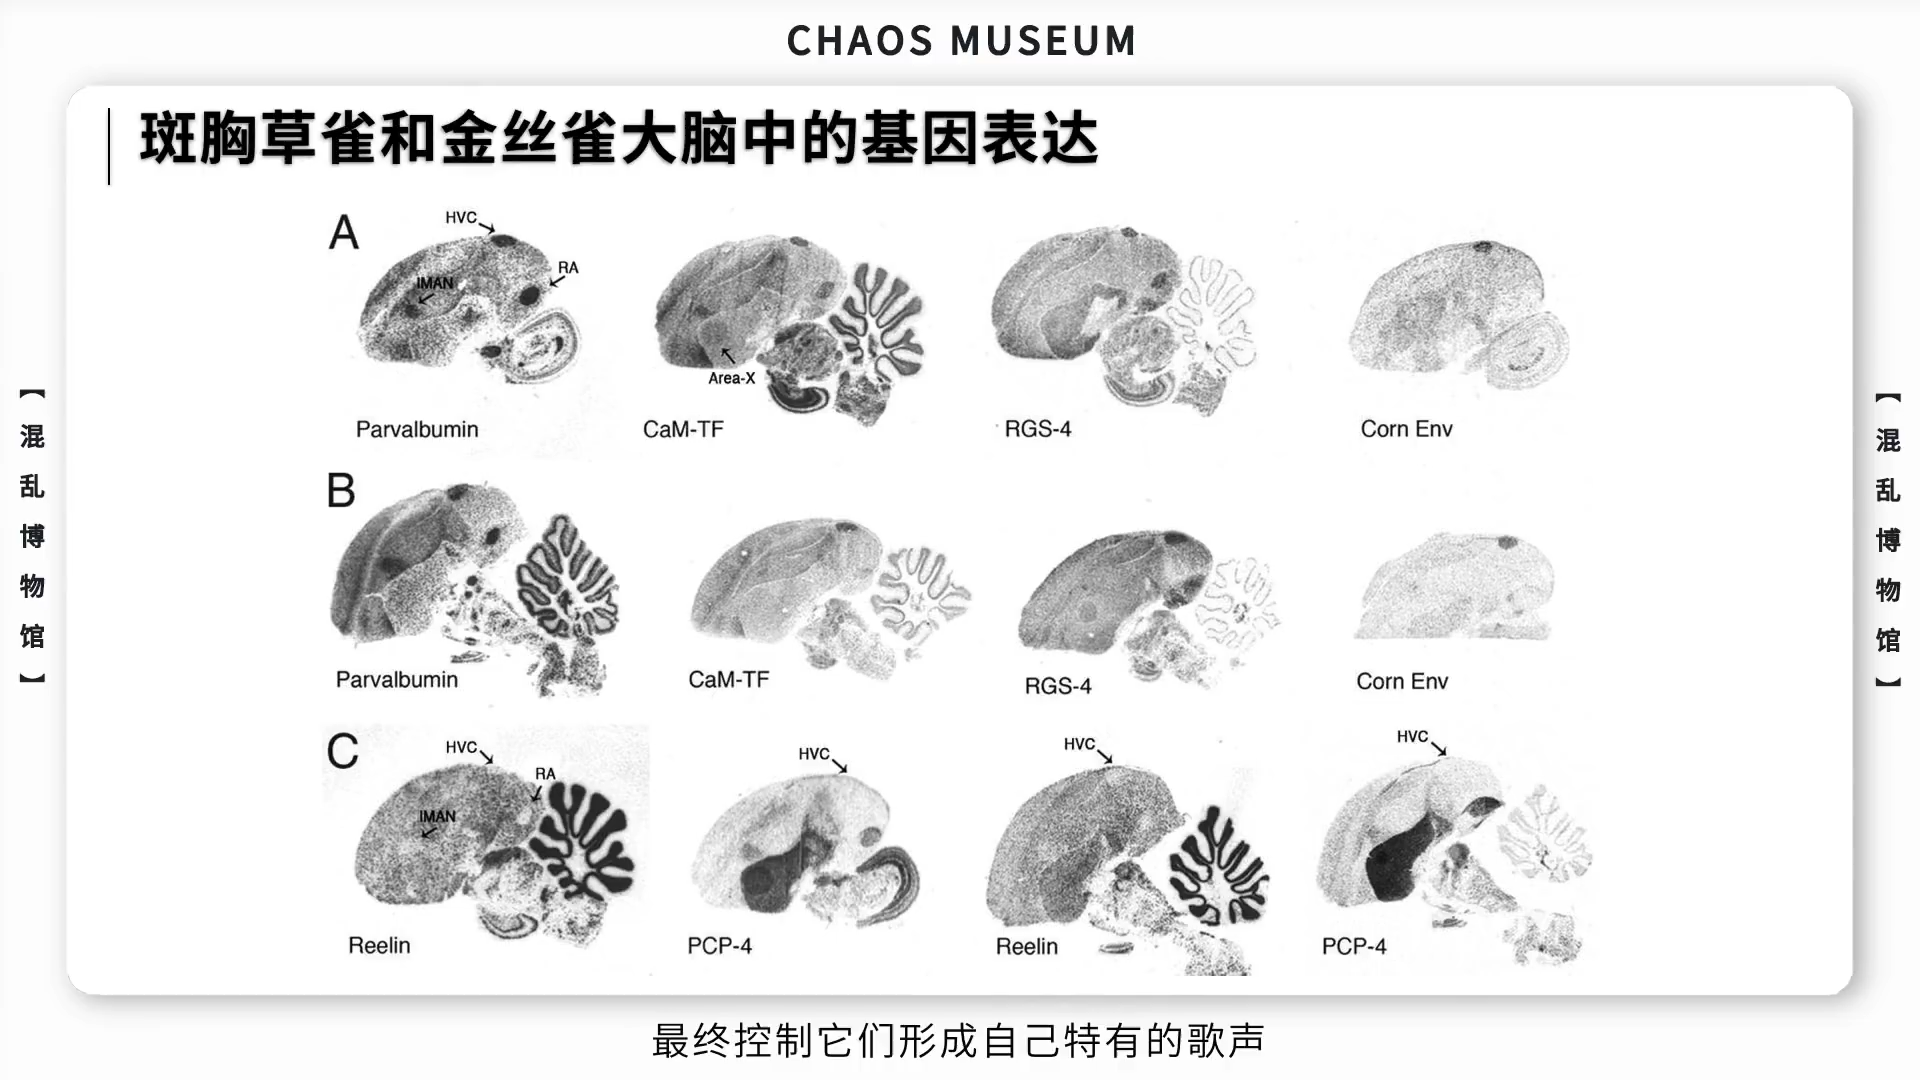 CHAOS MUSEUM
斑胸草雀和金丝雀大脑中的基因表达
A
HVC
IMAN
RA
Area-X
Parvalbumin
CaM-TF
RGS-4
Corn Env
B
Parvalbumin
CaM-TF
RGS-4
Corn Env
C
HVC
RA
IMAN
HVC
HVC
HVC
Reelin
PCP-4
Reelin
PCP-4
【混乱博物馆】
【混乱博物馆】
最终控制它们形成自己特有的歌声